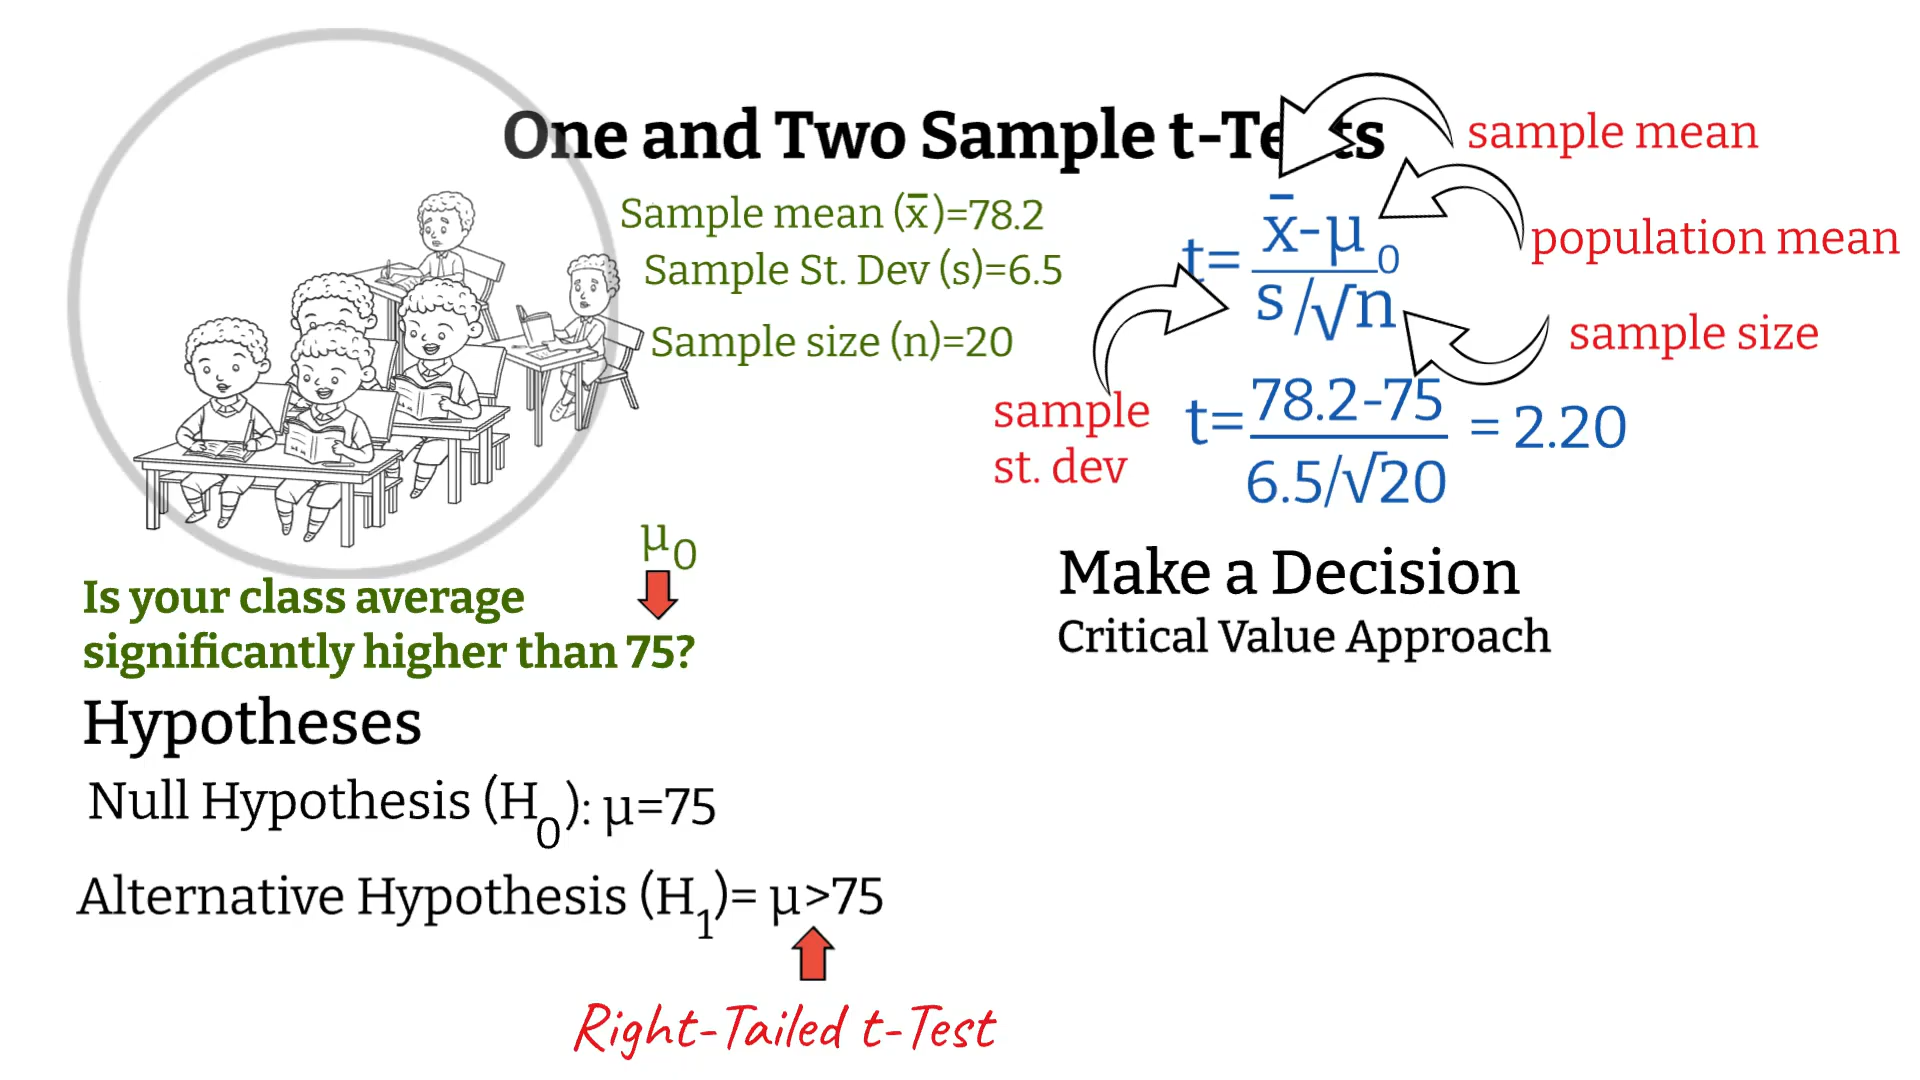 One and Two Sample t-Tests
Sample mean (x̄)=78.2
Sample St. Dev (s)=6.5
Sample size (n)=20
μ₀
Is your class average
significantly higher than 75?
Hypotheses
Null Hypothesis (H₀): μ=75
Alternative Hypothesis (H₁)= μ>75
Right-Tailed t-Test
sample mean
population mean
t= x̄-μ₀
s/√n
sample size
sample
st. dev
t= 78.2-75 = 2.20
6.5/√20
Make a Decision
Critical Value Approach